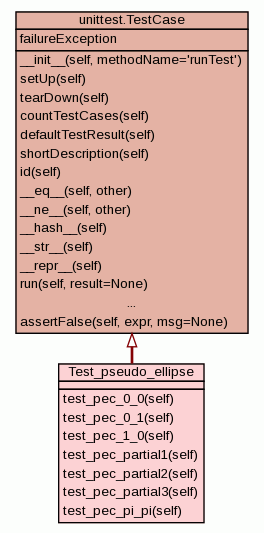 unittest.TestCase
failureException
__init__(self, methodName='runTest')
setUp(self)
tearDown(self)
countTestCases(self)
defaultTestResult(self)
shortDescription(self)
id(self)
__eq__(self, other)
__ne__(self, other)
__hash__(self)
__str__(self)
__repr__(self)
run(self, result=None)
...
assertFalse(self, expr, msg=None)
Test_pseudo_ellipse
test_pec_0_0(self)
test_pec_0_1(self)
test_pec_1_0(self)
test_pec_partial1(self)
test_pec_partial2(self)
test_pec_partial3(self)
test_pec_pi_pi(self)